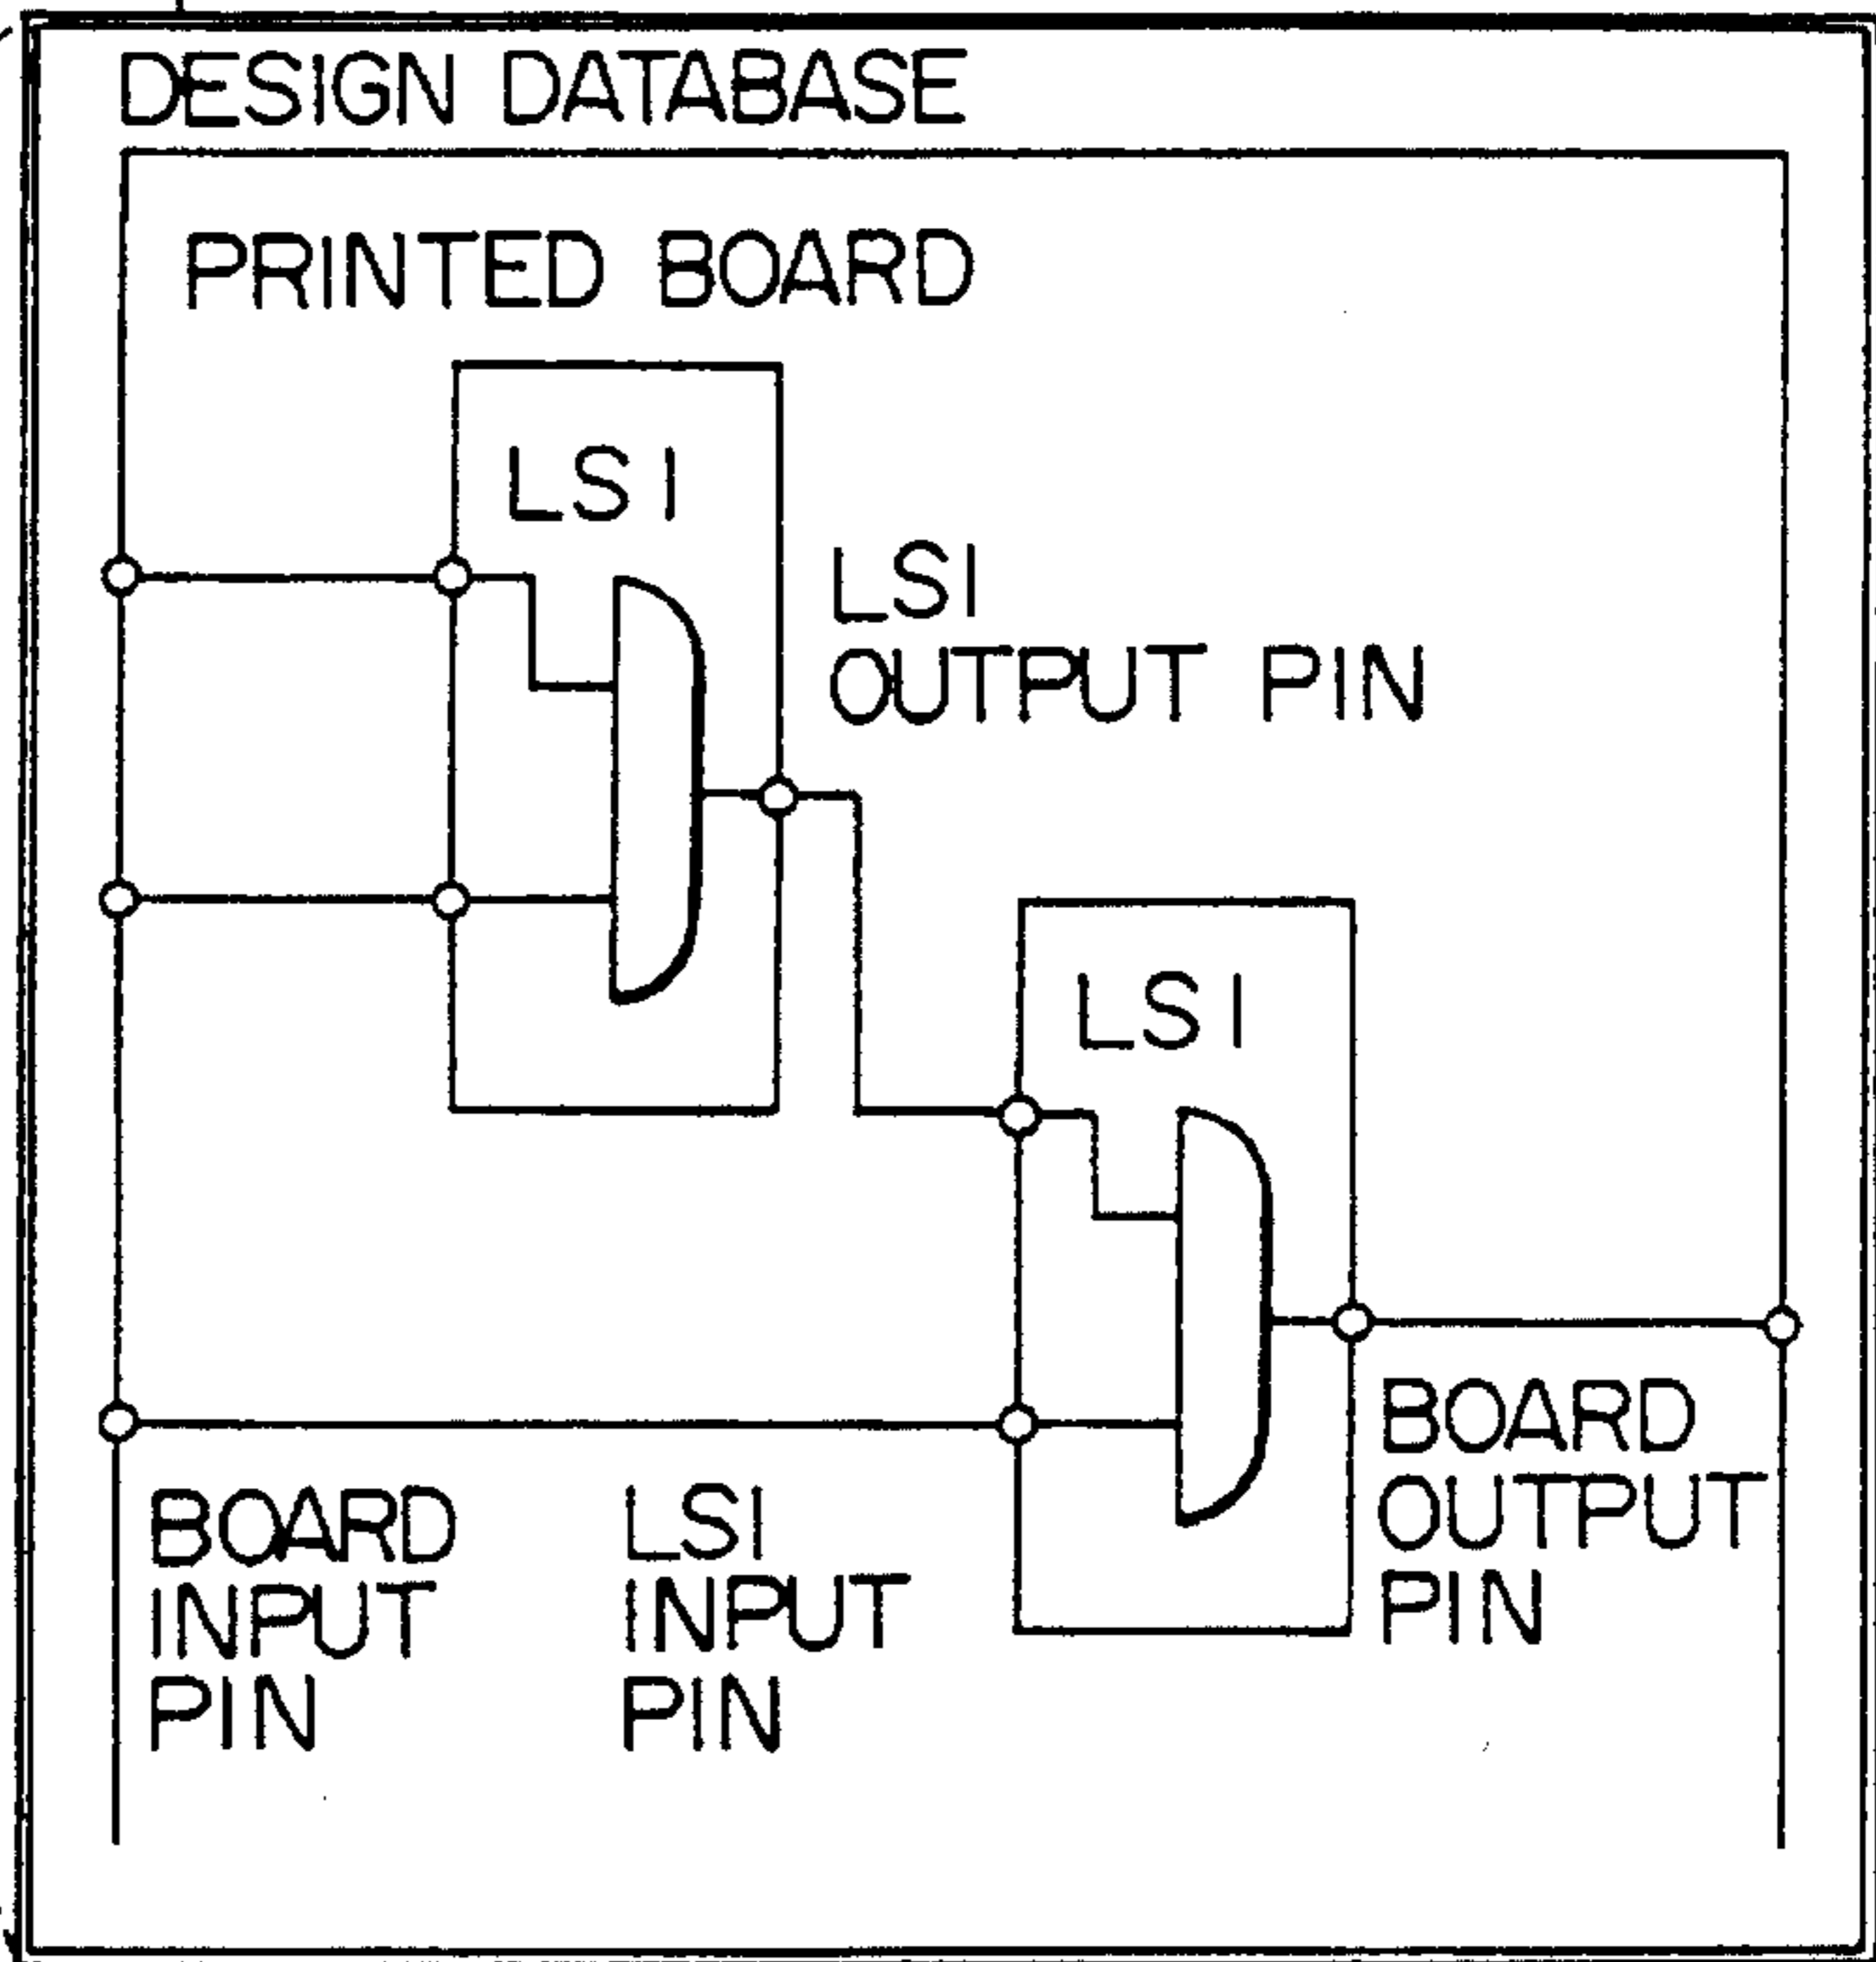 DESIGN DATABASE
PRINTED BOARD
LSI
LSI
OUTPUT PIN
LSI
BOARD
OUTPUT
PIN
BOARD
INPUT
PIN
LSI
INPUT
PIN